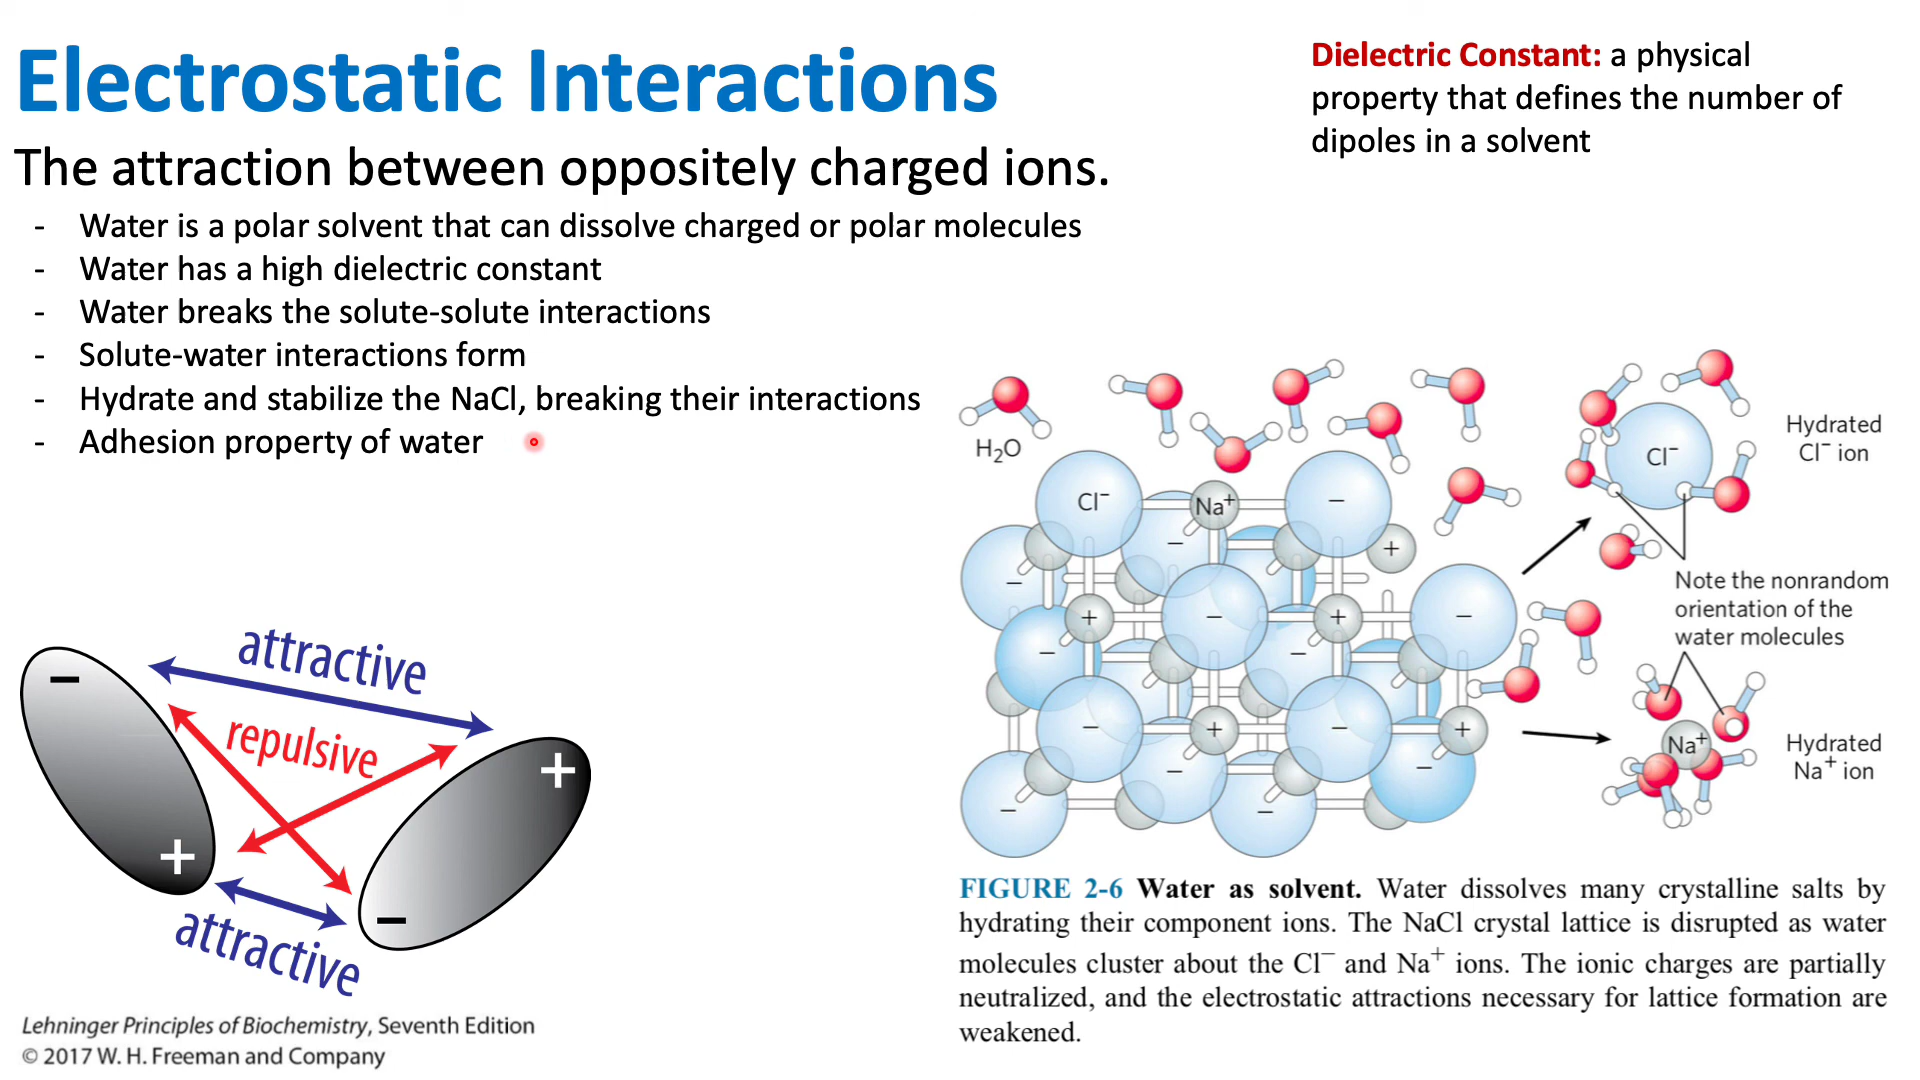 Electrostatic Interactions
The attraction between oppositely charged ions.
- Water is a polar solvent that can dissolve charged or polar molecules
- Water has a high dielectric constant
- Water breaks the solute-solute interactions
- Solute-water interactions form
- Hydrate and stabilize the NaCl, breaking their interactions
- Adhesion property of water
Dielectric Constant: a physical
property that defines the number of
dipoles in a solvent
−
attractive
repulsive
+
+
−
attractive
Lehninger Principles of Biochemistry, Seventh Edition
© 2017 W. H. Freeman and Company
H₂O
Cl⁻
Na⁺
−
−
+
−
+
−
+
−
−
−
−
+
−
+
−
−
−
−
Cl⁻
Hydrated
Cl⁻ ion
Note the nonrandom
orientation of the
water molecules
Na⁺
Hydrated
Na⁺ ion
FIGURE 2-6 Water as solvent. Water dissolves many crystalline salts by
hydrating their component ions. The NaCl crystal lattice is disrupted as water
molecules cluster about the Cl⁻ and Na⁺ ions. The ionic charges are partially
neutralized, and the electrostatic attractions necessary for lattice formation are
weakened.